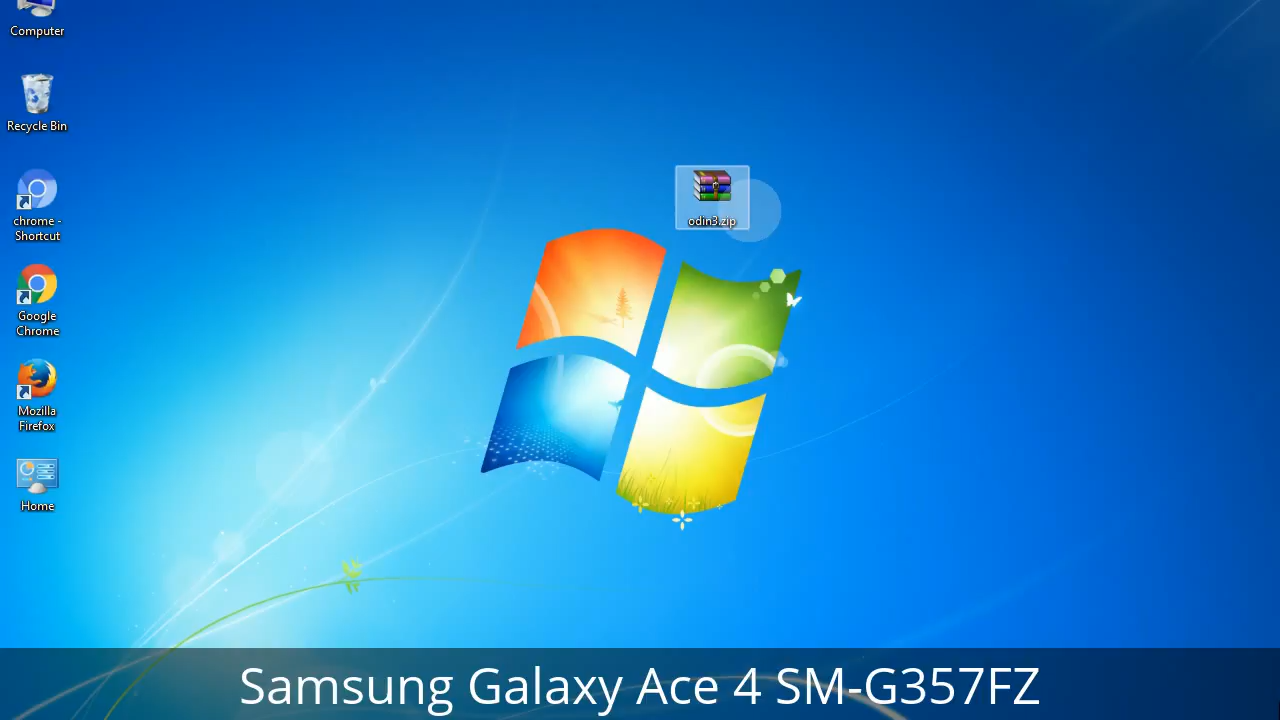 Computer
Recycle Bin
chrome -
Shortcut
Google
Chrome
Mozilla
Firefox
Home
odin3.zip
Samsung Galaxy Ace 4 SM-G357FZ